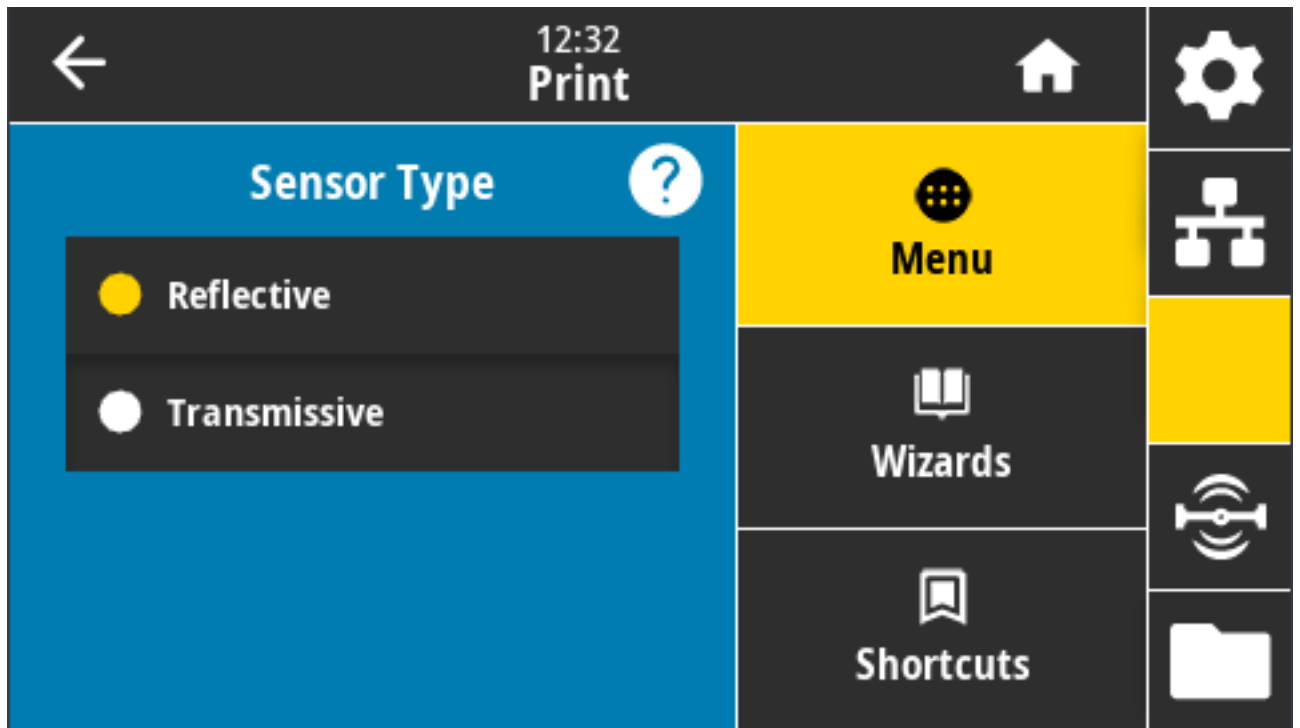 12:32
Print
Sensor Type
?
Reflective
Transmissive
Menu
Wizards
Shortcuts